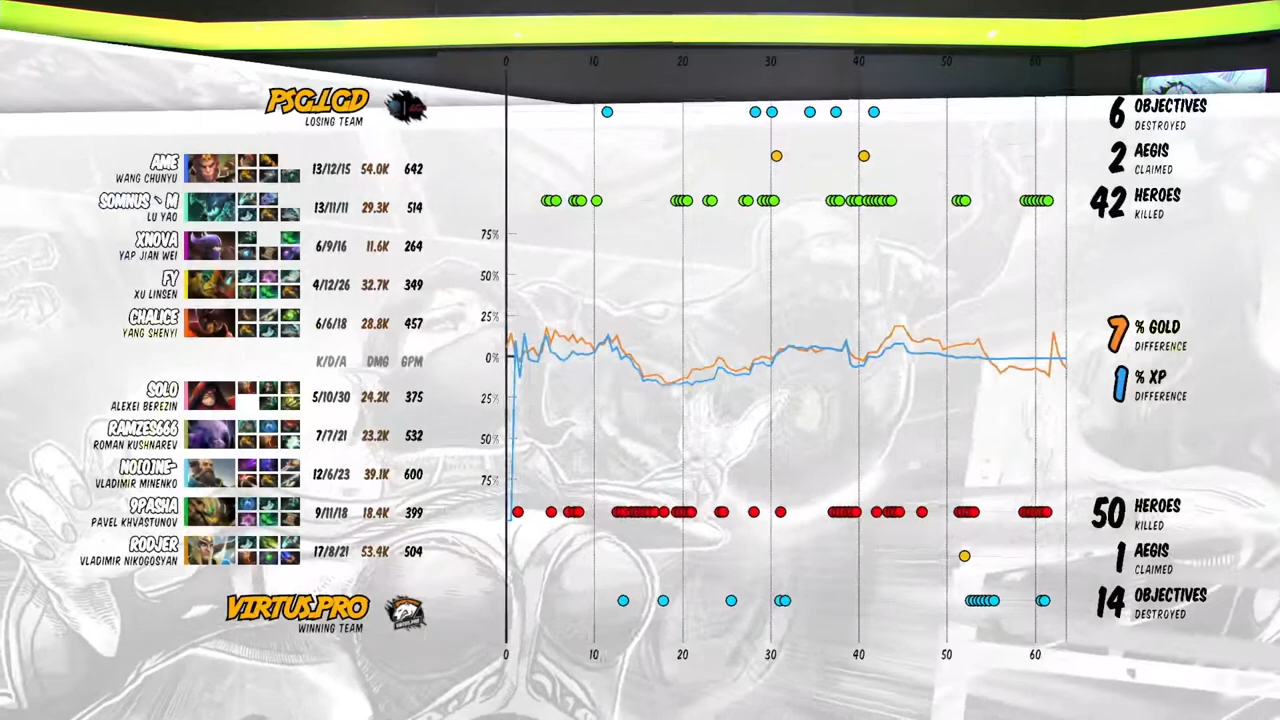 0 10 20 30 40 50 60
PSG.LGD
LOSING TEAM
6 OBJECTIVES
DESTROYED
2 AEGIS
CLAIMED
42 HEROES
KILLED
AME
WANG CHUNYU
13/12/15 54.0K 642
SOMNUS丶M
LU YAO
13/11/11 29.3K 514
XNOVA
YAP JIAN WEI
6/9/16 11.6K 264
FY
XU LINSEN
4/12/26 32.7K 349
CHALICE
YANG SHENYI
6/6/18 28.8K 457
K/D/A DMG GPM
75%
50%
25%
0%
25%
50%
75%
7 % GOLD
DIFFERENCE
1 % XP
DIFFERENCE
SOLO
ALEXEI BEREZIN
5/10/30 24.2K 375
RAMZES666
ROMAN KUSHNAREV
7/7/21 23.2K 532
NO[O]NE-
VLADIMIR MINENKO
12/6/23 39.1K 600
9PASHA
PAVEL KHVASTUNOV
9/11/18 18.4K 399
RODJER
VLADIMIR NIKOGOSYAN
17/8/21 53.4K 504
50 HEROES
KILLED
1 AEGIS
CLAIMED
14 OBJECTIVES
DESTROYED
VIRTUS.PRO
WINNING TEAM
0 10 20 30 40 50 60